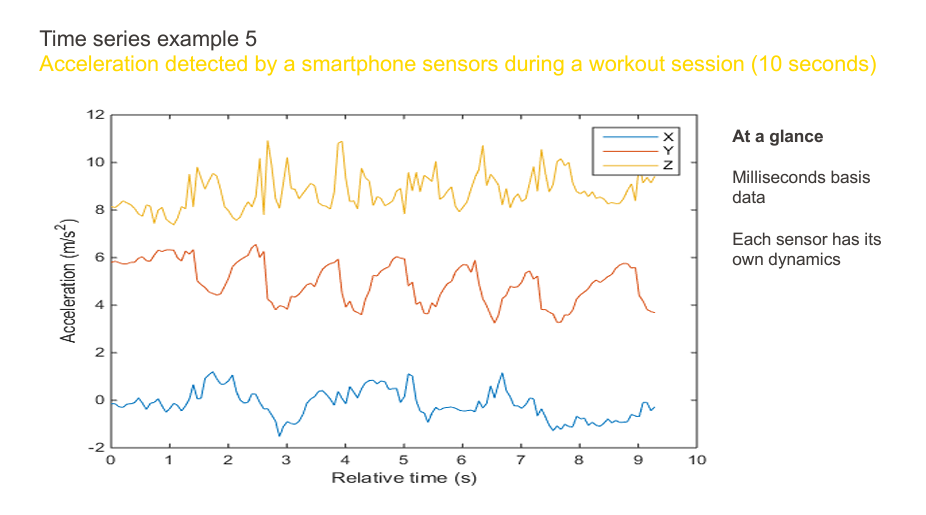 Time series example 5
Acceleration detected by a smartphone sensors during a workout session (10 seconds)
At a glance
Milliseconds basis
data
Each sensor has its
own dynamics
12
10
8
6
4
2
0
-2
Acceleration (m/s²)
X
Y
Z
0 1 2 3 4 5 6 7 8 9 10
Relative time (s)